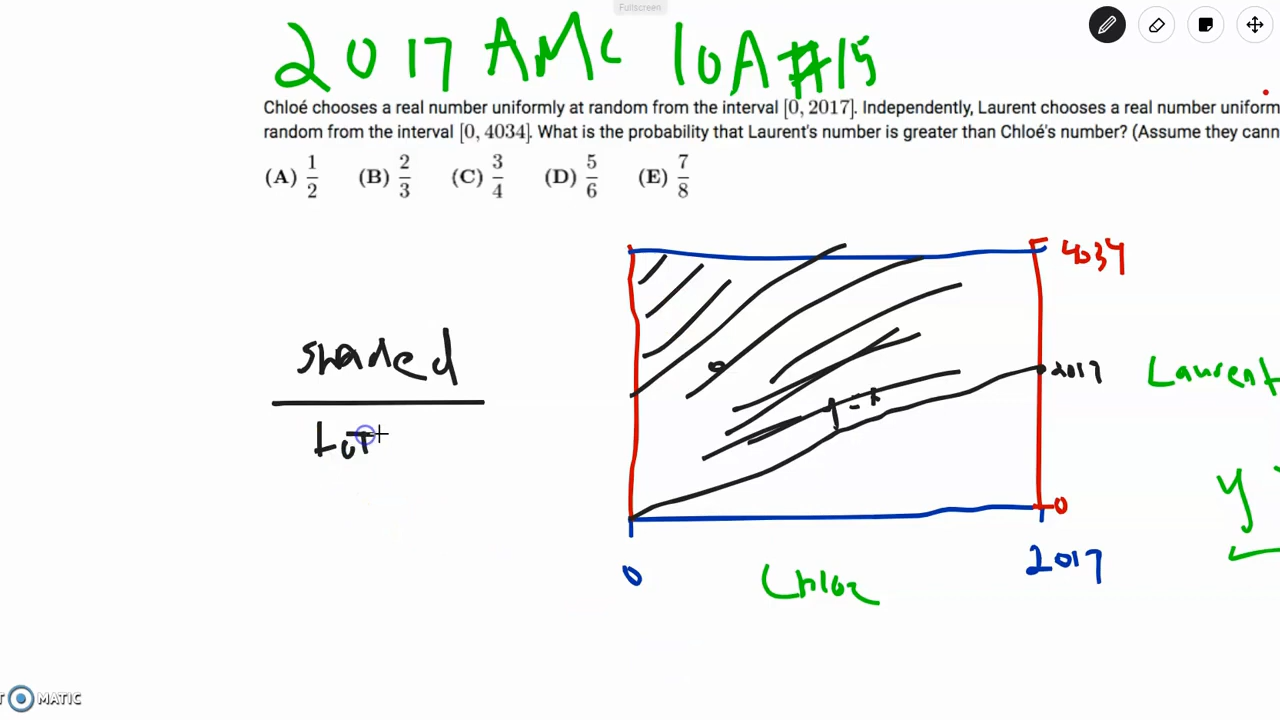 Fullscreen
2017 AMC 10A #15
Chloé chooses a real number uniformly at random from the interval [0, 2017]. Independently, Laurent chooses a real number uniform
random from the interval [0, 4034]. What is the probability that Laurent's number is greater than Chloé's number? (Assume they cann
(A) 1/2 (B) 2/3 (C) 3/4 (D) 5/6 (E) 7/8
4034
shaded
tot
2017
Laurent
y=x
y
0
0
2017
Chloe
MATIC